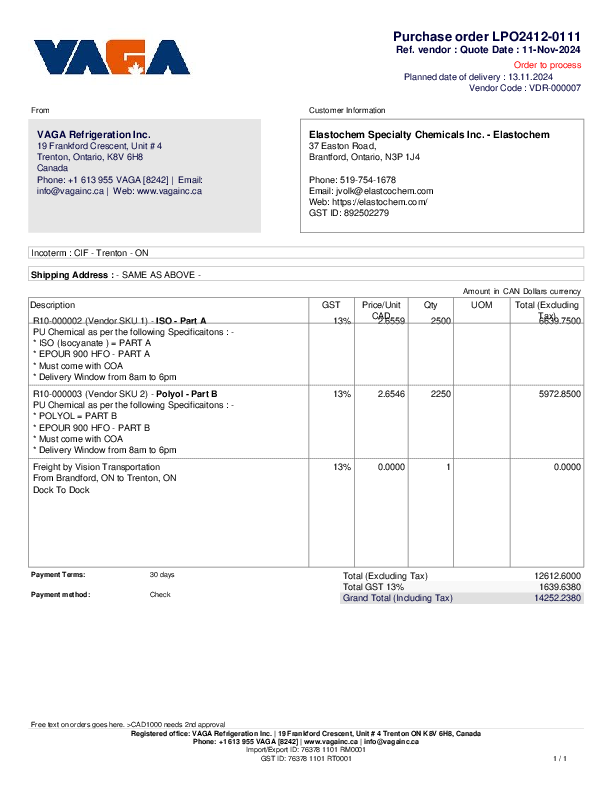 VAGA
Purchase order LPO2412-0111
Ref. vendor : Quote Date : 11-Nov-2024
Order to process
Planned date of delivery : 13.11.2024
Vendor Code : VDR-000007
From
VAGA Refrigeration Inc.
19 Frankford Crescent, Unit # 4
Trenton, Ontario, K8V 6H8
Canada
Phone: +1 613 955 VAGA [8242] | Email:
info@vagainc.ca | Web: www.vagainc.ca
Customer Information
Elastochem Specialty Chemicals Inc. - Elastochem
37 Easton Road,
Brantford, Ontario, N3P 1J4
Phone: 519-754-1678
Email: jvolk@elastcochem.com
Web: https://elastochem.com/
GST ID: 892502279
Incoterm : CIF - Trenton - ON
Shipping Address : - SAME AS ABOVE -
Amount in CAN Dollars currency
Description GST Price/Unit CAD Qty UOM Total (Excluding Tax)
R10-000002 (Vendor SKU 1) - ISO - Part A 13% 2.6559 2500 6639.7500
PU Chemical as per the following Specificaitons : -
* ISO (Isocyanate ) = PART A
* EPOUR 900 HFO - PART A
* Must come with COA
* Delivery Window from 8am to 6pm
R10-000003 (Vendor SKU 2) - Polyol - Part B 13% 2.6546 2250 5972.8500
PU Chemical as per the following Specificaitons : -
* POLYOL = PART B
* EPOUR 900 HFO - PART B
* Must come with COA
* Delivery Window from 8am to 6pm
Freight by Vision Transportation 13% 0.0000 1 0.0000
From Brandford, ON to Trenton, ON
Dock To Dock
Payment Terms: 30 days
Payment method: Check
Total (Excluding Tax) 12612.6000
Total GST 13% 1639.6380
Grand Total (Including Tax) 14252.2380
Free text on orders goes here. >CAD1000 needs 2nd approval
Registered office: VAGA Refrigeration Inc. | 19 Frankford Crescent, Unit # 4 Trenton ON K8V 6H8, Canada
Phone: +1 613 955 VAGA [8242] | www.vagainc.ca | info@vagainc.ca
Import/Export ID: 76378 1101 RM0001
GST ID: 76378 1101 RT0001
1 / 1